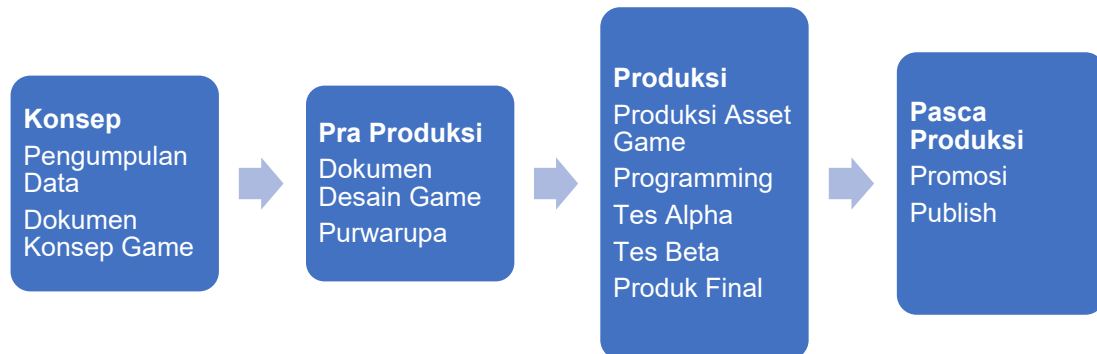 Konsep
Pengumpulan
Data
Dokumen
Konsep Game
Pra Produksi
Dokumen
Desain Game
Purwarupa
Produksi
Produksi Asset
Game
Programming
Tes Alpha
Tes Beta
Produk Final
Pasca
Produksi
Promosi
Publish